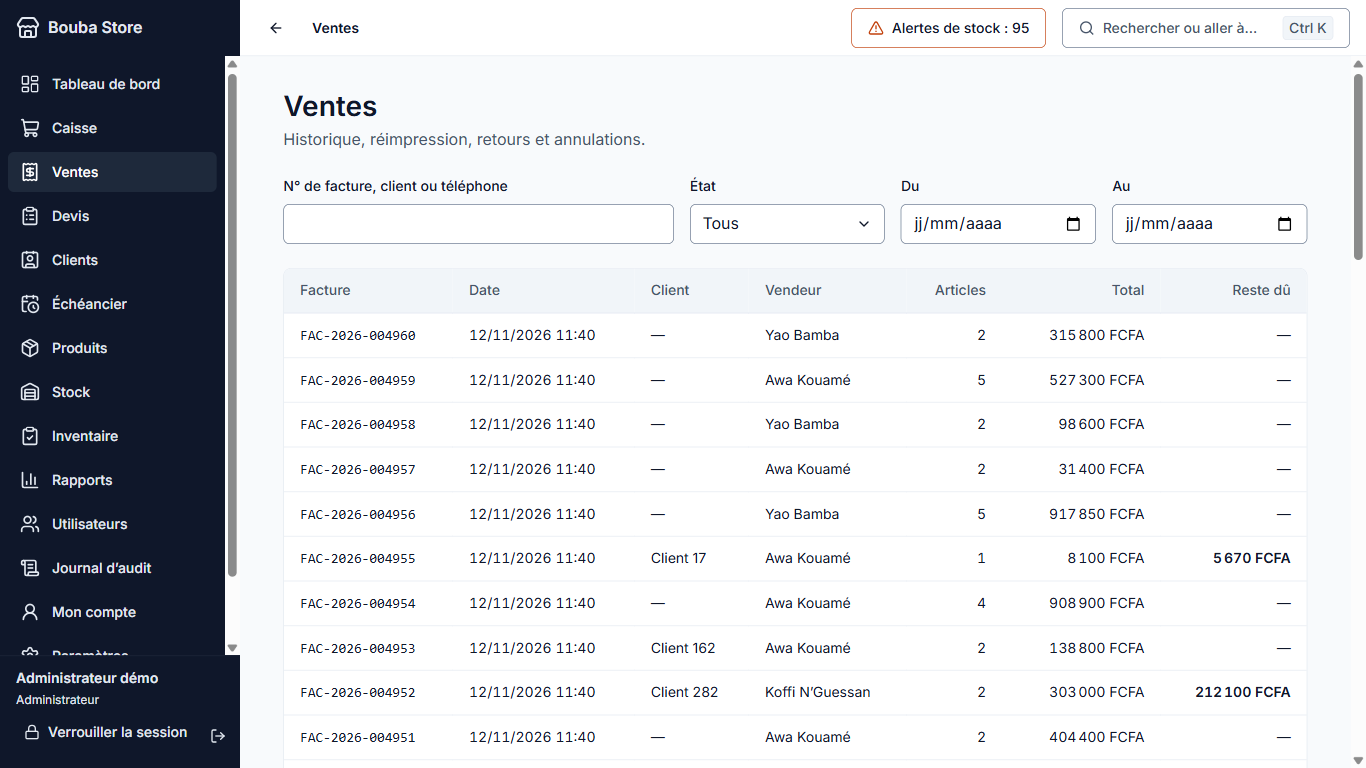 Bouba Store
Tableau de bord
Caisse
Ventes
Devis
Clients
Échéancier
Produits
Stock
Inventaire
Rapports
Utilisateurs
Journal d’audit
Mon compte
Paramètres
Administrateur démo
Administrateur
Verrouiller la session
Ventes
Alertes de stock : 95
Rechercher ou aller à… Ctrl K
Ventes
Historique, réimpression, retours et annulations.
N° de facture, client ou téléphone État Du Au
Tous jj/mm/aaaa jj/mm/aaaa
Facture Date Client Vendeur Articles Total Reste dû
FAC-2026-004960 12/11/2026 11:40 — Yao Bamba 2 315 800 FCFA —
FAC-2026-004959 12/11/2026 11:40 — Awa Kouamé 5 527 300 FCFA —
FAC-2026-004958 12/11/2026 11:40 — Yao Bamba 2 98 600 FCFA —
FAC-2026-004957 12/11/2026 11:40 — Awa Kouamé 2 31 400 FCFA —
FAC-2026-004956 12/11/2026 11:40 — Yao Bamba 5 917 850 FCFA —
FAC-2026-004955 12/11/2026 11:40 Client 17 Awa Kouamé 1 8 100 FCFA 5 670 FCFA
FAC-2026-004954 12/11/2026 11:40 — Awa Kouamé 4 908 900 FCFA —
FAC-2026-004953 12/11/2026 11:40 Client 162 Awa Kouamé 2 138 800 FCFA —
FAC-2026-004952 12/11/2026 11:40 Client 282 Koffi N’Guessan 2 303 000 FCFA 212 100 FCFA
FAC-2026-004951 12/11/2026 11:40 — Awa Kouamé 2 404 400 FCFA —